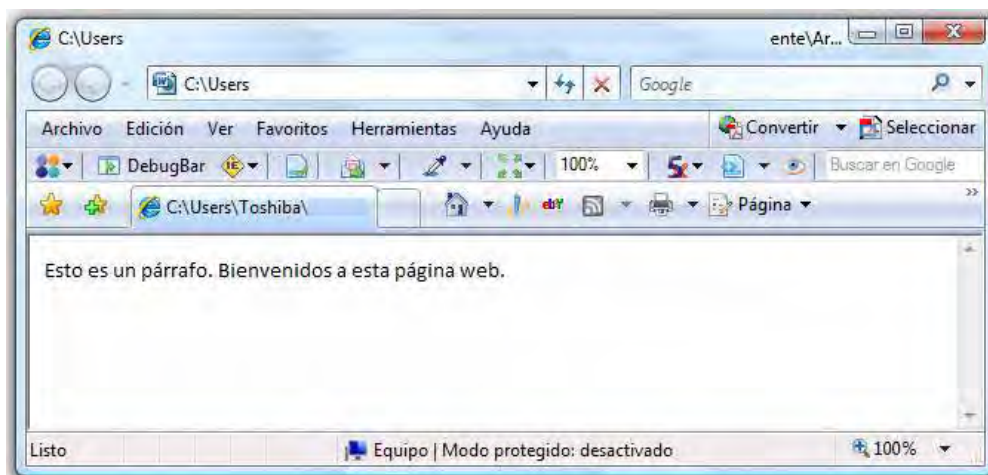 C:\Users ente\Ar...
C:\Users Google
Archivo Edición Ver Favoritos Herramientas Ayuda Convertir Seleccionar
DebugBar 100% Buscar en Google
C:\Users\Toshiba\ ebY Página »
Esto es un párrafo. Bienvenidos a esta página web.
Listo Equipo | Modo protegido: desactivado 100%